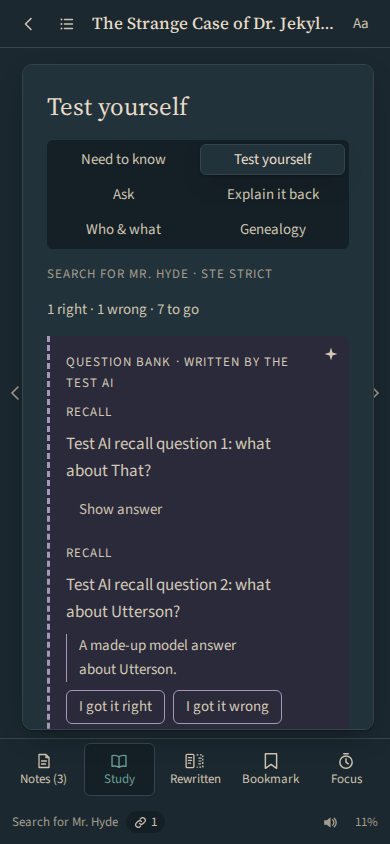 The Strange Case of Dr. Jekyl... Aa
Test yourself
Need to know Test yourself
Ask Explain it back
Who & what Genealogy
SEARCH FOR MR. HYDE · STE STRICT
1 right · 1 wrong · 7 to go
QUESTION BANK · WRITTEN BY THE
TEST AI
RECALL
Test AI recall question 1: what
about That?
Show answer
RECALL
Test AI recall question 2: what
about Utterson?
A made-up model answer
about Utterson.
I got it right I got it wrong
Notes (3) Study Rewritten Bookmark Focus
Search for Mr. Hyde 1 11%